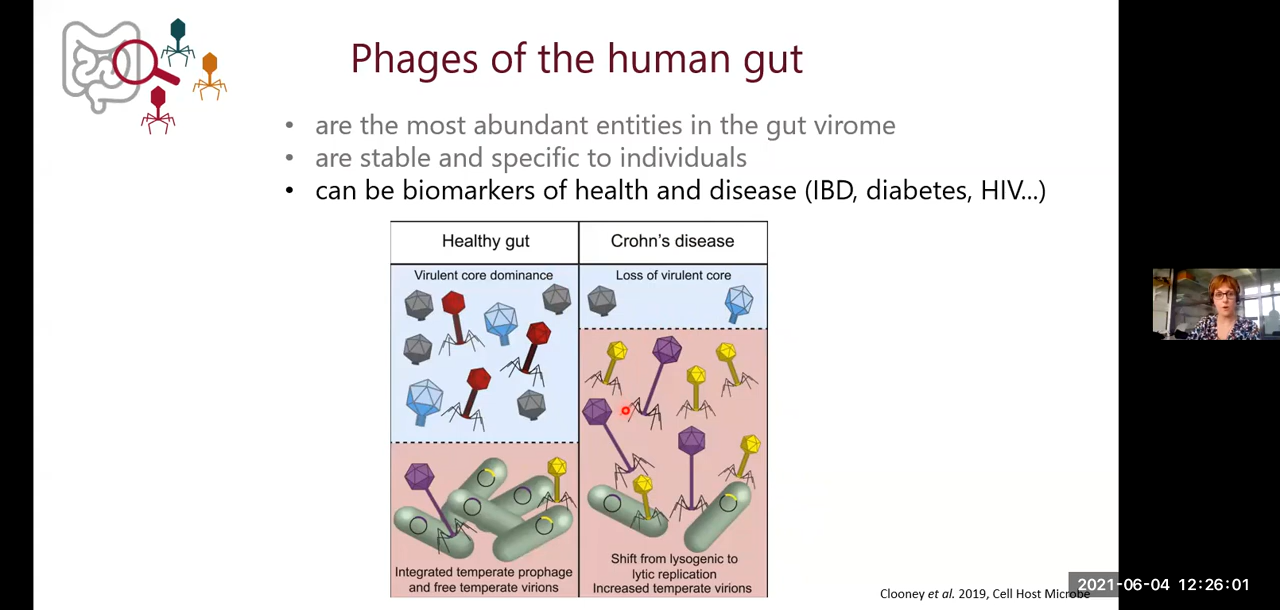 Phages of the human gut
• are the most abundant entities in the gut virome
• are stable and specific to individuals
• can be biomarkers of health and disease (IBD, diabetes, HIV...)
Healthy gut
Crohn's disease
Virulent core dominance
Loss of virulent core
Integrated temperate prophage
and free temperate virions
Shift from lysogenic to
lytic replication
Increased temperate virions
Clooney et al. 2019, Cell Host Microbe
2021-06-04 12:26:01